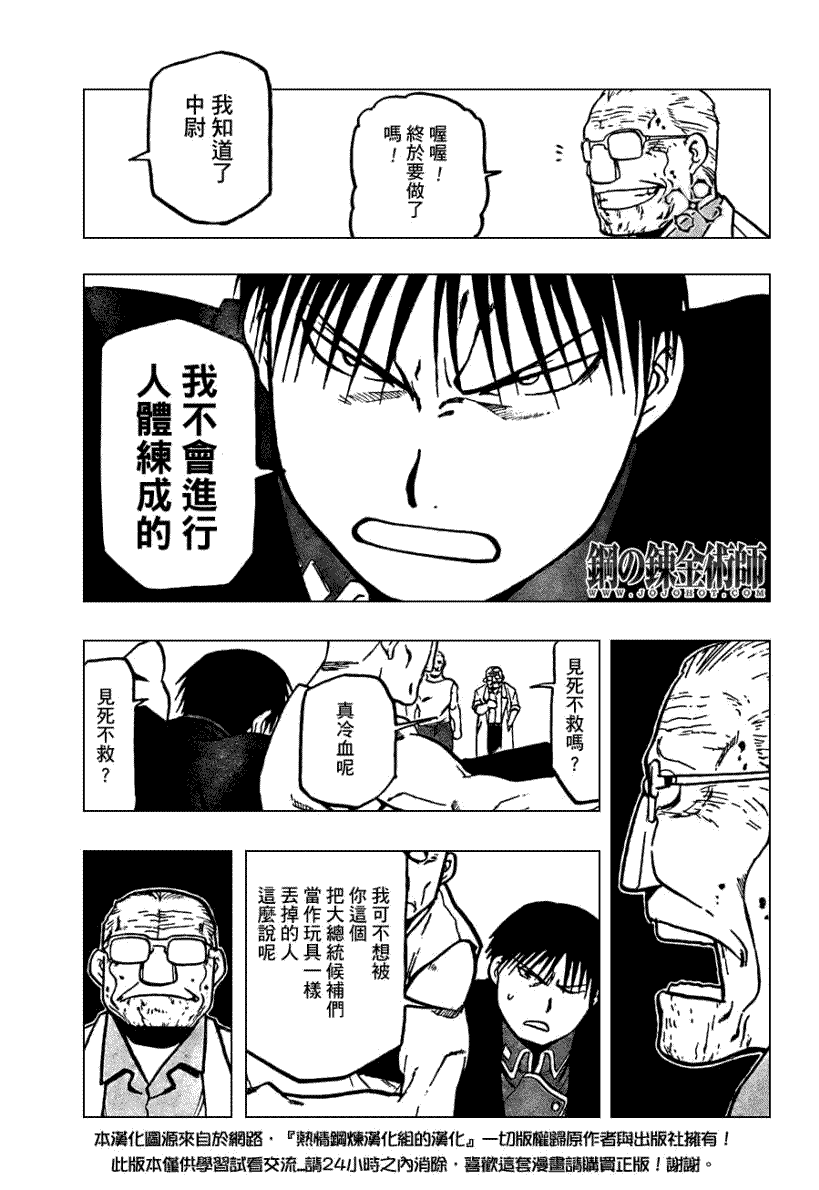 喔喔！
終於要做了
嗎！
我知道了
中尉
我不會進行
人體練成的
鋼の錬金術師
WWW.JOJOHOT.COM
見死不救嗎？
真冷血呢
見死不救？
我可不想被
你這個
把大總統候補們
當作玩具一樣
丟掉的人
這麼說呢
本漢化圖源來自於網路，『熱情鋼煉漢化組的漢化』一切版權歸原作者與出版社擁有！
此版本僅供學習試看交流...請24小時之內消除，喜歡這套漫畫請購買正版！謝謝。